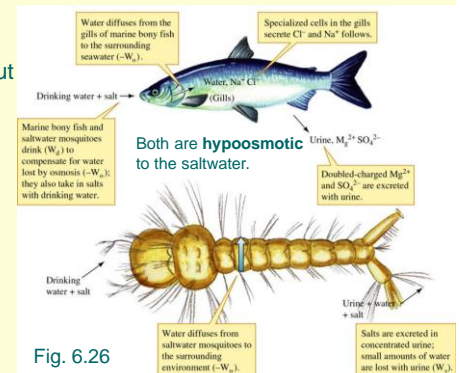 Water diffuses from the
gills of marine bony fish
to the surrounding
seawater (–Wₒ).
Specialized cells in the gills
secrete Cl⁻ and Na⁺ follows.
ut
Water, Na⁺ Cl⁻
(Gills)
Drinking water + salt
Marine bony fish and
saltwater mosquitoes
drink (W_d) to
compensate for water
lost by osmosis (–Wₒ);
they also take in salts
with drinking water.
Both are hypoosmotic
to the saltwater.
Urine, M_g²⁺ SO₄²⁻
Doubled-charged Mg²⁺
and SO₄²⁻ are excreted
with urine.
Drinking
water + salt
Urine + water
+ salt
Fig. 6.26
Water diffuses from
saltwater mosquitoes to
the surrounding
environment (–Wₒ).
Salts are excreted in
concentrated urine;
small amounts of water
are lost with urine (Wₛ).